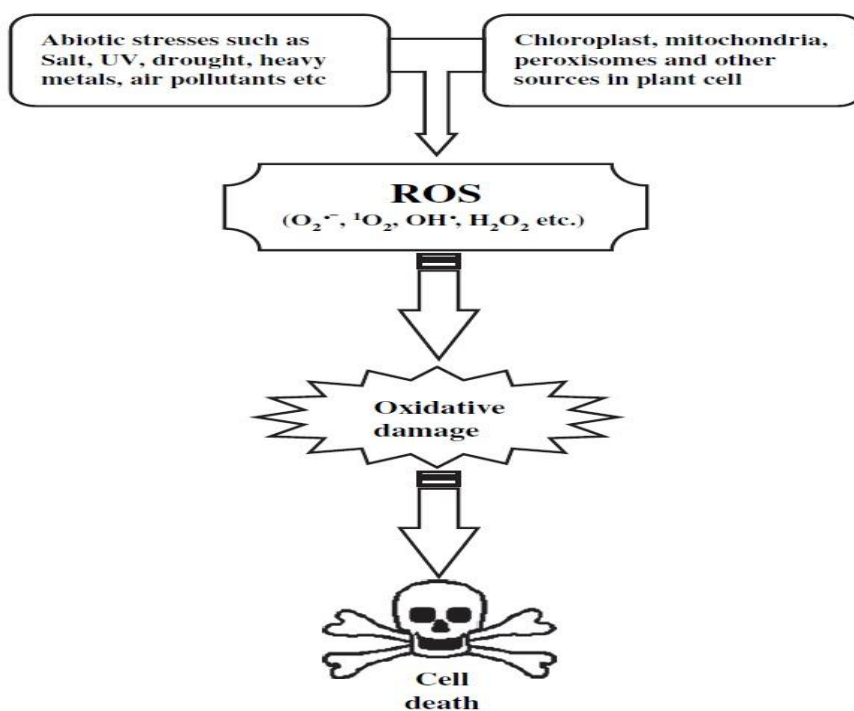 Abiotic stresses such as
Salt, UV, drought, heavy
metals, air pollutants etc
Chloroplast, mitochondria,
peroxisomes and other
sources in plant cell
ROS
(O₂•⁻, ¹O₂, OH•, H₂O₂ etc.)
Oxidative
damage
Cell
death